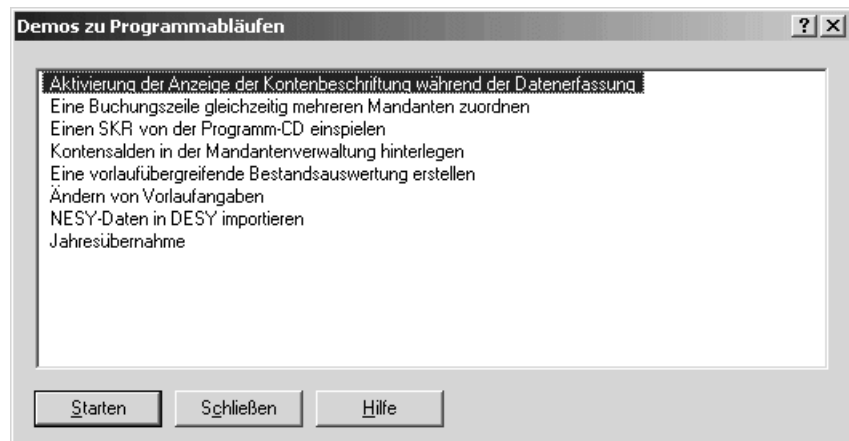 Demos zu Programmabläufen
Aktivierung der Anzeige der Kontenbeschriftung während der Datenerfassung
Eine Buchungszeile gleichzeitig mehreren Mandanten zuordnen
Einen SKR von der Programm-CD einspielen
Kontensalden in der Mandantenverwaltung hinterlegen
Eine vorlaufübergreifende Bestandsauswertung erstellen
Ändern von Vorlaufangaben
NESY-Daten in DESY importieren
Jahresübernahme
Starten Schließen Hilfe